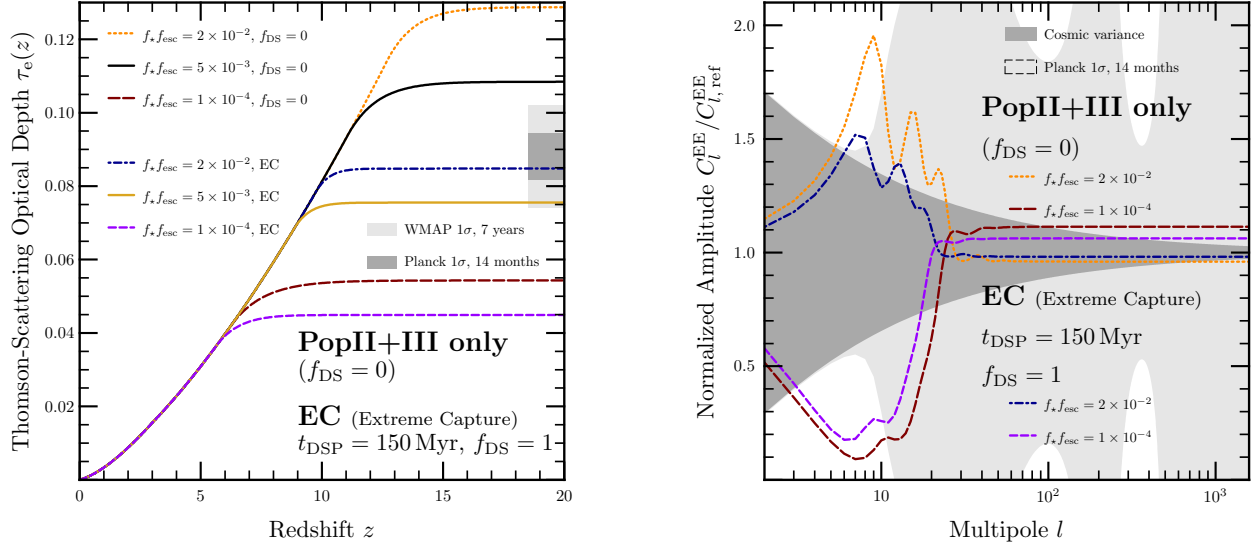 Thomson-Scattering Optical Depth τe(z)
0.12
0.10
0.08
0.06
0.04
0.02
f⋆fesc = 2 × 10⁻², fDS = 0
f⋆fesc = 5 × 10⁻³, fDS = 0
f⋆fesc = 1 × 10⁻⁴, fDS = 0
f⋆fesc = 2 × 10⁻², EC
f⋆fesc = 5 × 10⁻³, EC
f⋆fesc = 1 × 10⁻⁴, EC
WMAP 1σ, 7 years
Planck 1σ, 14 months
PopII+III only
(fDS = 0)
EC (Extreme Capture)
tDSP = 150 Myr, fDS = 1
0 5 10 15 20
Redshift z
Normalized Amplitude C_l^EE/C_l,ref^EE
2.0
1.5
1.0
0.5
Cosmic variance
Planck 1σ, 14 months
PopII+III only
(fDS = 0)
f⋆fesc = 2 × 10⁻²
f⋆fesc = 1 × 10⁻⁴
EC (Extreme Capture)
tDSP = 150 Myr
fDS = 1
f⋆fesc = 2 × 10⁻²
f⋆fesc = 1 × 10⁻⁴
10 10² 10³
Multipole l